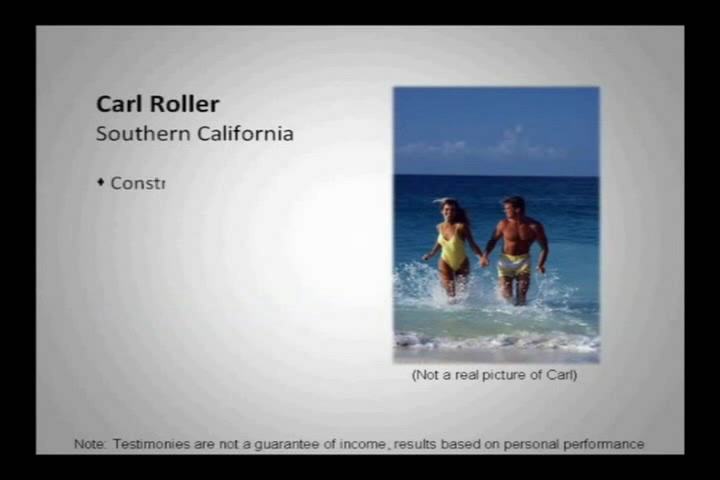 Carl Roller
Southern California
♦ Constr
(Not a real picture of Carl)
Note: Testimonies are not a guarantee of income, results based on personal performance